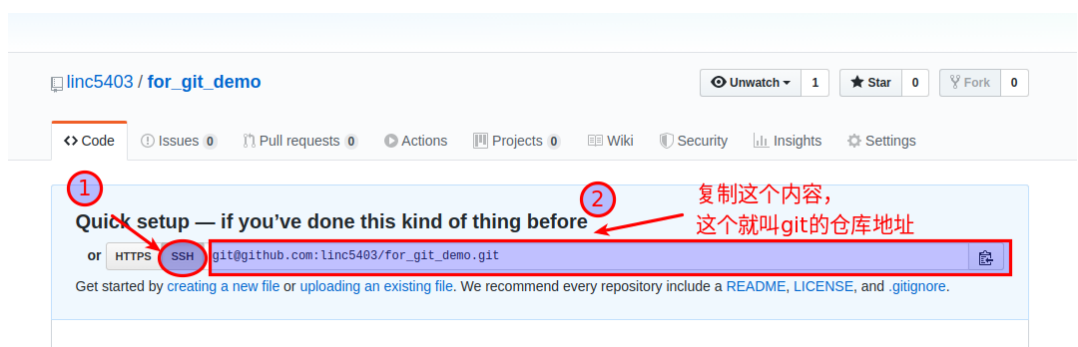 linc5403 / for_git_demo
Unwatch 1 Star 0 Fork 0
Code Issues 0 Pull requests 0 Actions Projects 0 Wiki Security Insights Settings
1
2
复制这个内容，
这个就叫git的仓库地址
Quick setup — if you’ve done this kind of thing before
or HTTPS SSH git@github.com:linc5403/for_git_demo.git
Get started by creating a new file or uploading an existing file. We recommend every repository include a README, LICENSE, and .gitignore.